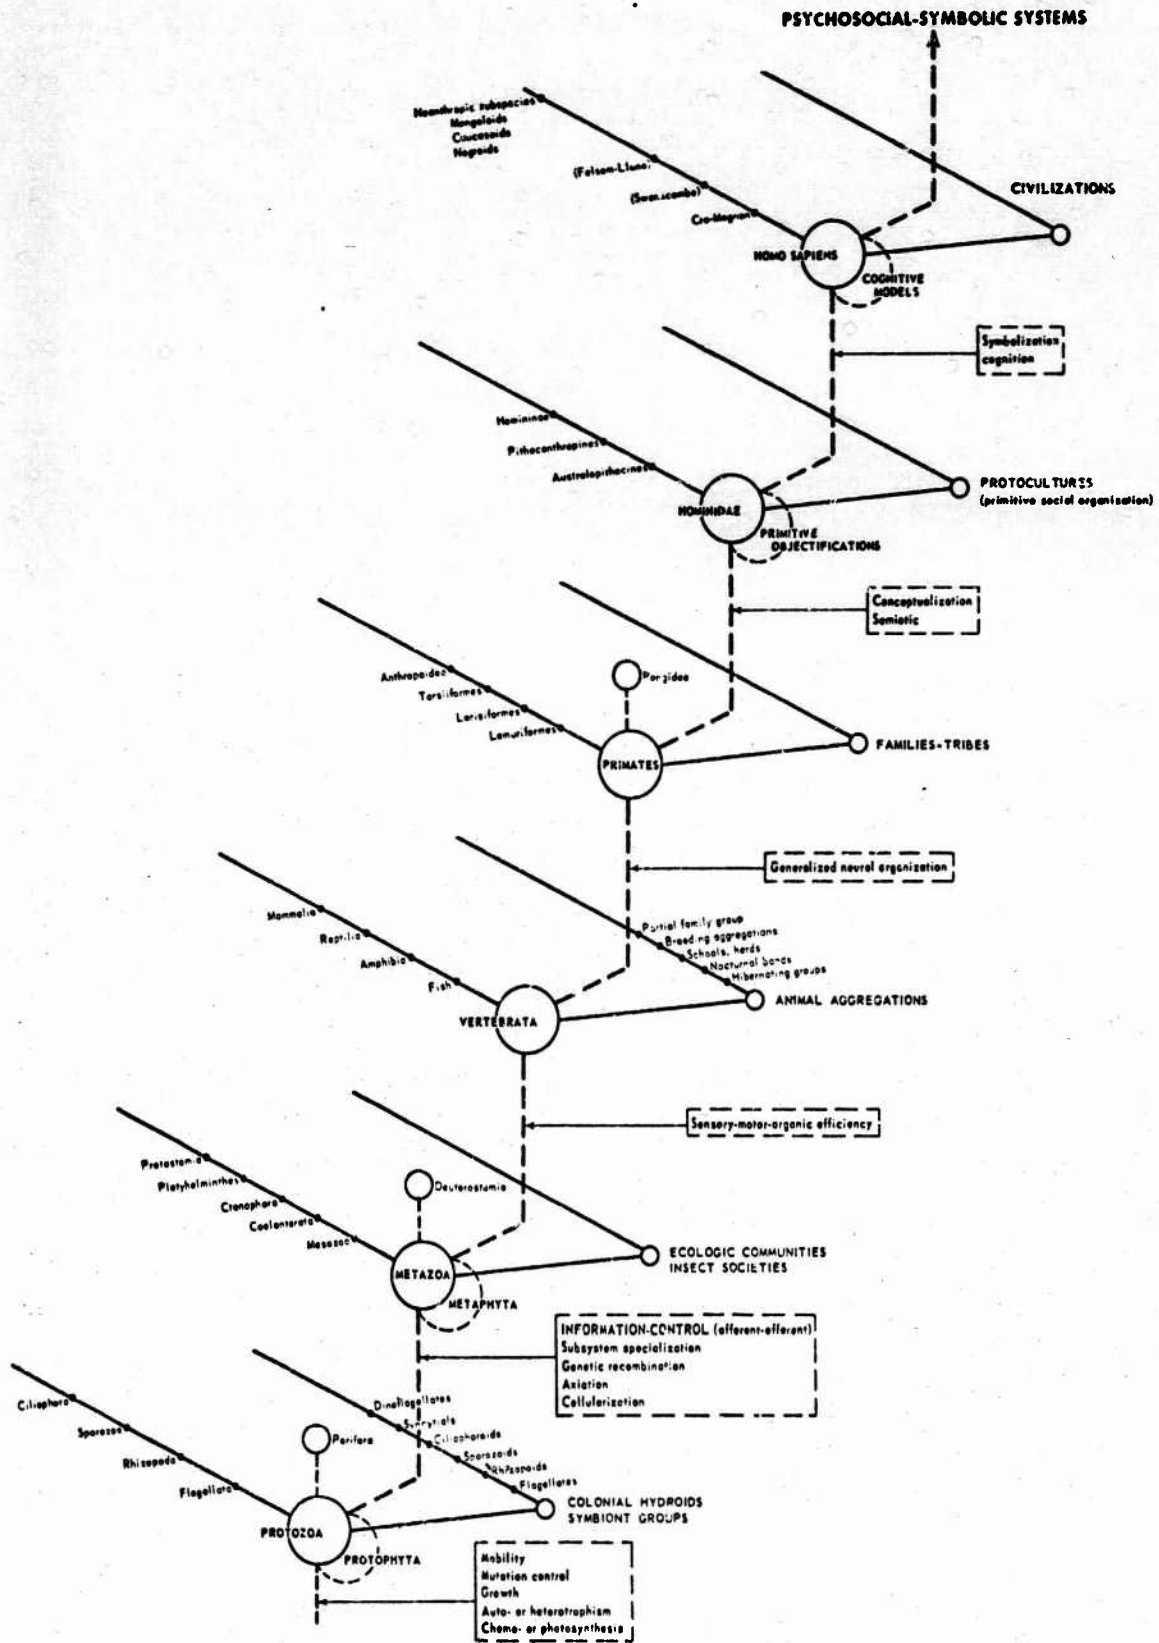 PSYCHOSOCIAL-SYMBOLIC SYSTEMS
Neanthropic subspecies
Mongoloids
Caucasoids
Negroids
(Folsom-Lluno)
(Swanscombe)
Cro-Magnon
CIVILIZATIONS
HOMO SAPIENS
COGNITIVE
MODELS
Symbolization
cognition
Homininae
Pithecanthropines
Australopithecines
PROTOCULTURES
(primitive social organization)
HOMINIDAE
PRIMITIVE
OBJECTIFICATIONS
Conceptualization
Semiotic
Anthropoidea
Tarsiiformes
Lorisiformes
Lemuriformes
Pongidae
PRIMATES
FAMILIES-TRIBES
Generalized neural organization
Mammalia
Reptilia
Amphibia
Fish
Partial family group
Breeding aggregations
Schools, herds
Nocturnal bands
Hibernating groups
VERTEBRATA
ANIMAL AGGREGATIONS
Sensory-motor-organic efficiency
Protostomia
Platyhelminthes
Ctenophora
Coelenterata
Mesozoa
Deuterostomia
METAZOA
METAPHYTA
ECOLOGIC COMMUNITIES
INSECT SOCIETIES
INFORMATION-CONTROL (afferent-efferent)
Subsystem specialization
Genetic recombination
Axiation
Cellularization
Ciliophora
Sporozoa
Rhizopoda
Flagellata
Porifera
Dinoflagellates
Ciliophoroids
Sporozoids
Rhizopoids
Flagellates
PROTOZOA
PROTOPHYTA
COLONIAL HYDROIDS
SYMBIONT GROUPS
Mobility
Mutation control
Growth
Auto- or heterotrophism
Chemo- or photosynthesis